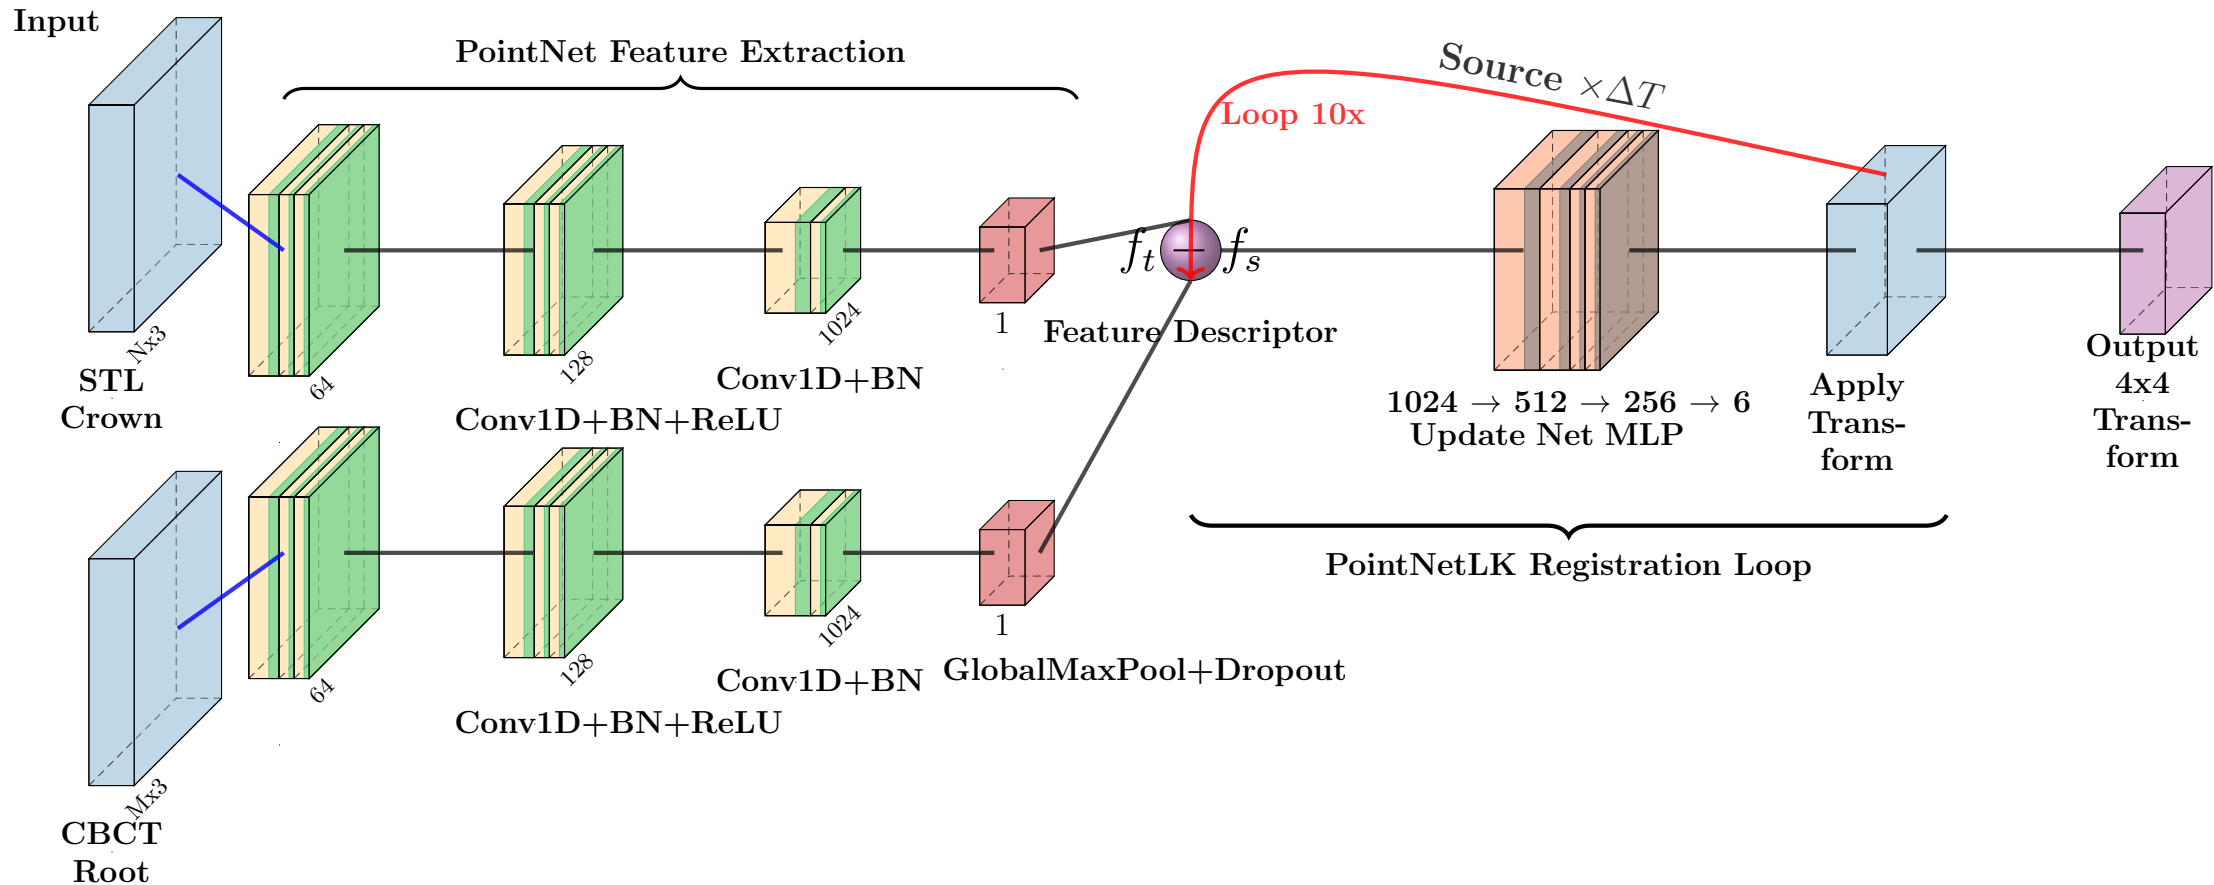 Input
PointNet Feature Extraction
Source ×ΔT
Loop 10x
f_t − f_s
Nx3
64
128
1024
1
STL
Crown
Conv1D+BN+ReLU
Conv1D+BN
Feature Descriptor
1024 → 512 → 256 → 6
Update Net MLP
Apply
Trans-
form
Output
4x4
Trans-
form
PointNetLK Registration Loop
Mx3
64
128
1024
1
CBCT
Root
Conv1D+BN+ReLU
Conv1D+BN
GlobalMaxPool+Dropout